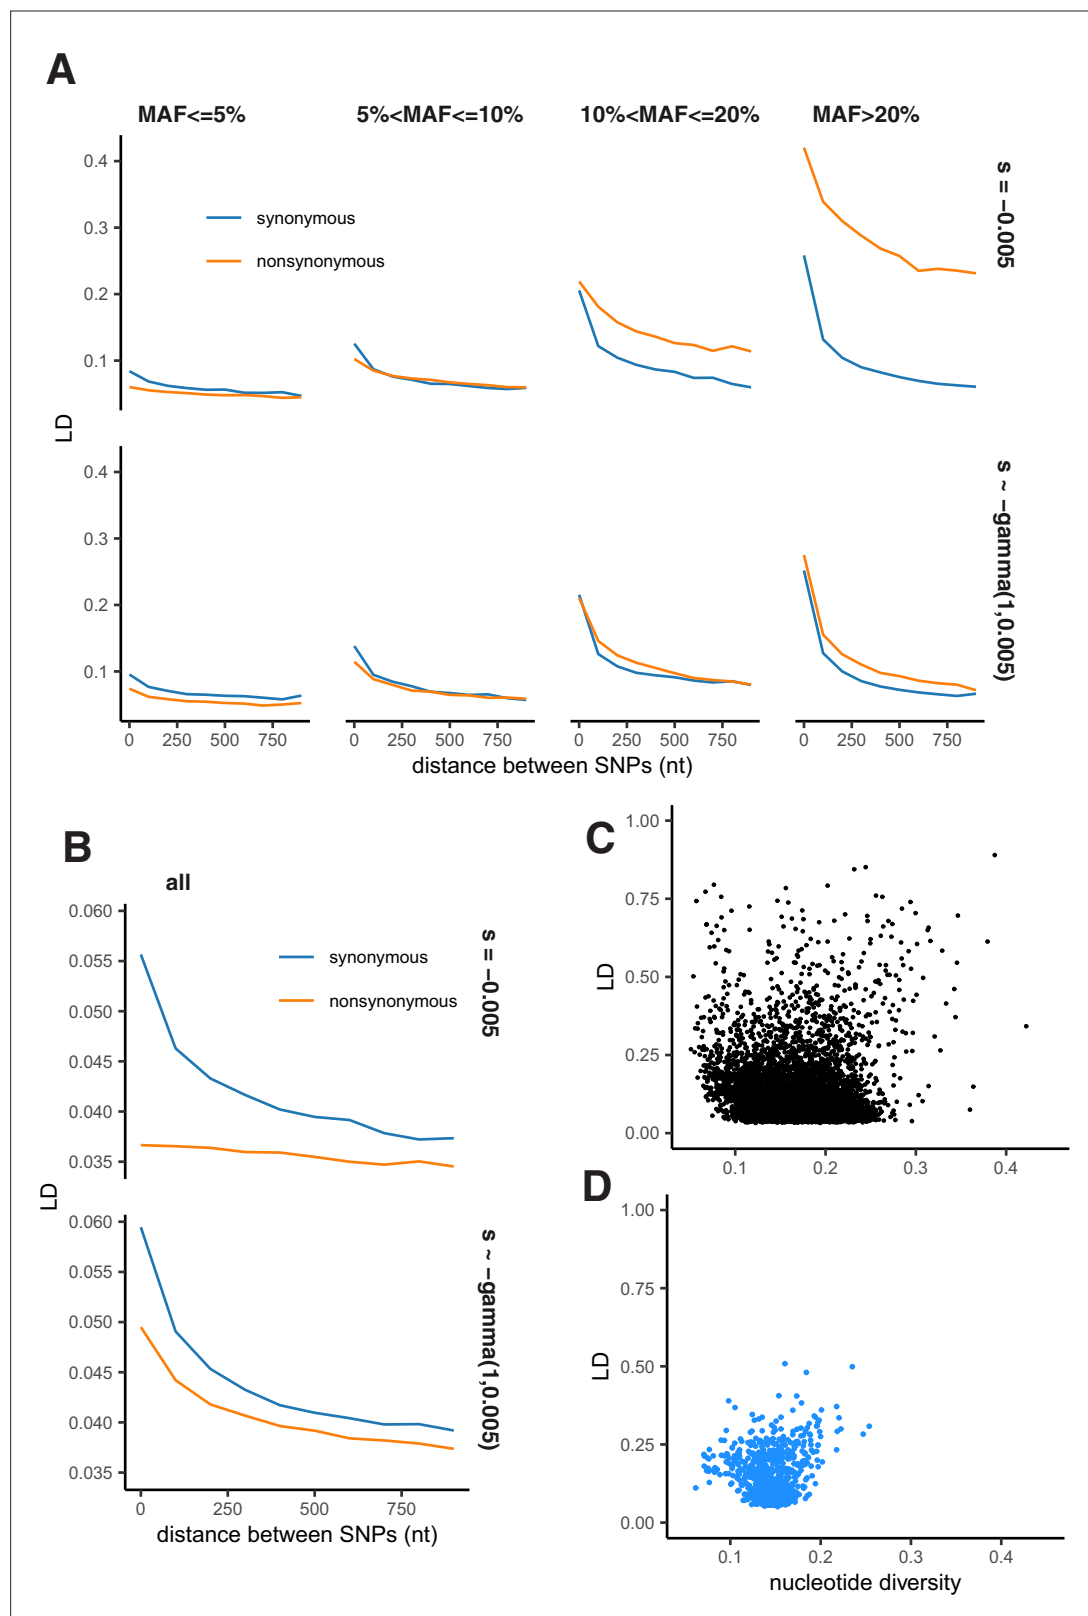 A
MAF<=5%
5%<MAF<=10%
10%<MAF<=20%
MAF>20%
0.4
0.3
0.2
0.1
synonymous
nonsynonymous
s = −0.005
LD
0.4
0.3
0.2
0.1
s ~ −gamma(1,0.005)
0 250 500 750
0 250 500 750
0 250 500 750
0 250 500 750
distance between SNPs (nt)
B
all
0.060
0.055
0.050
0.045
0.040
0.035
synonymous
nonsynonymous
s = −0.005
LD
0.060
0.055
0.050
0.045
0.040
0.035
s ~ −gamma(1,0.005)
0 250 500 750
distance between SNPs (nt)
C
1.00
0.75
0.50
0.25
0.00
LD
0.1 0.2 0.3 0.4
D
1.00
0.75
0.50
0.25
0.00
LD
0.1 0.2 0.3 0.4
nucleotide diversity